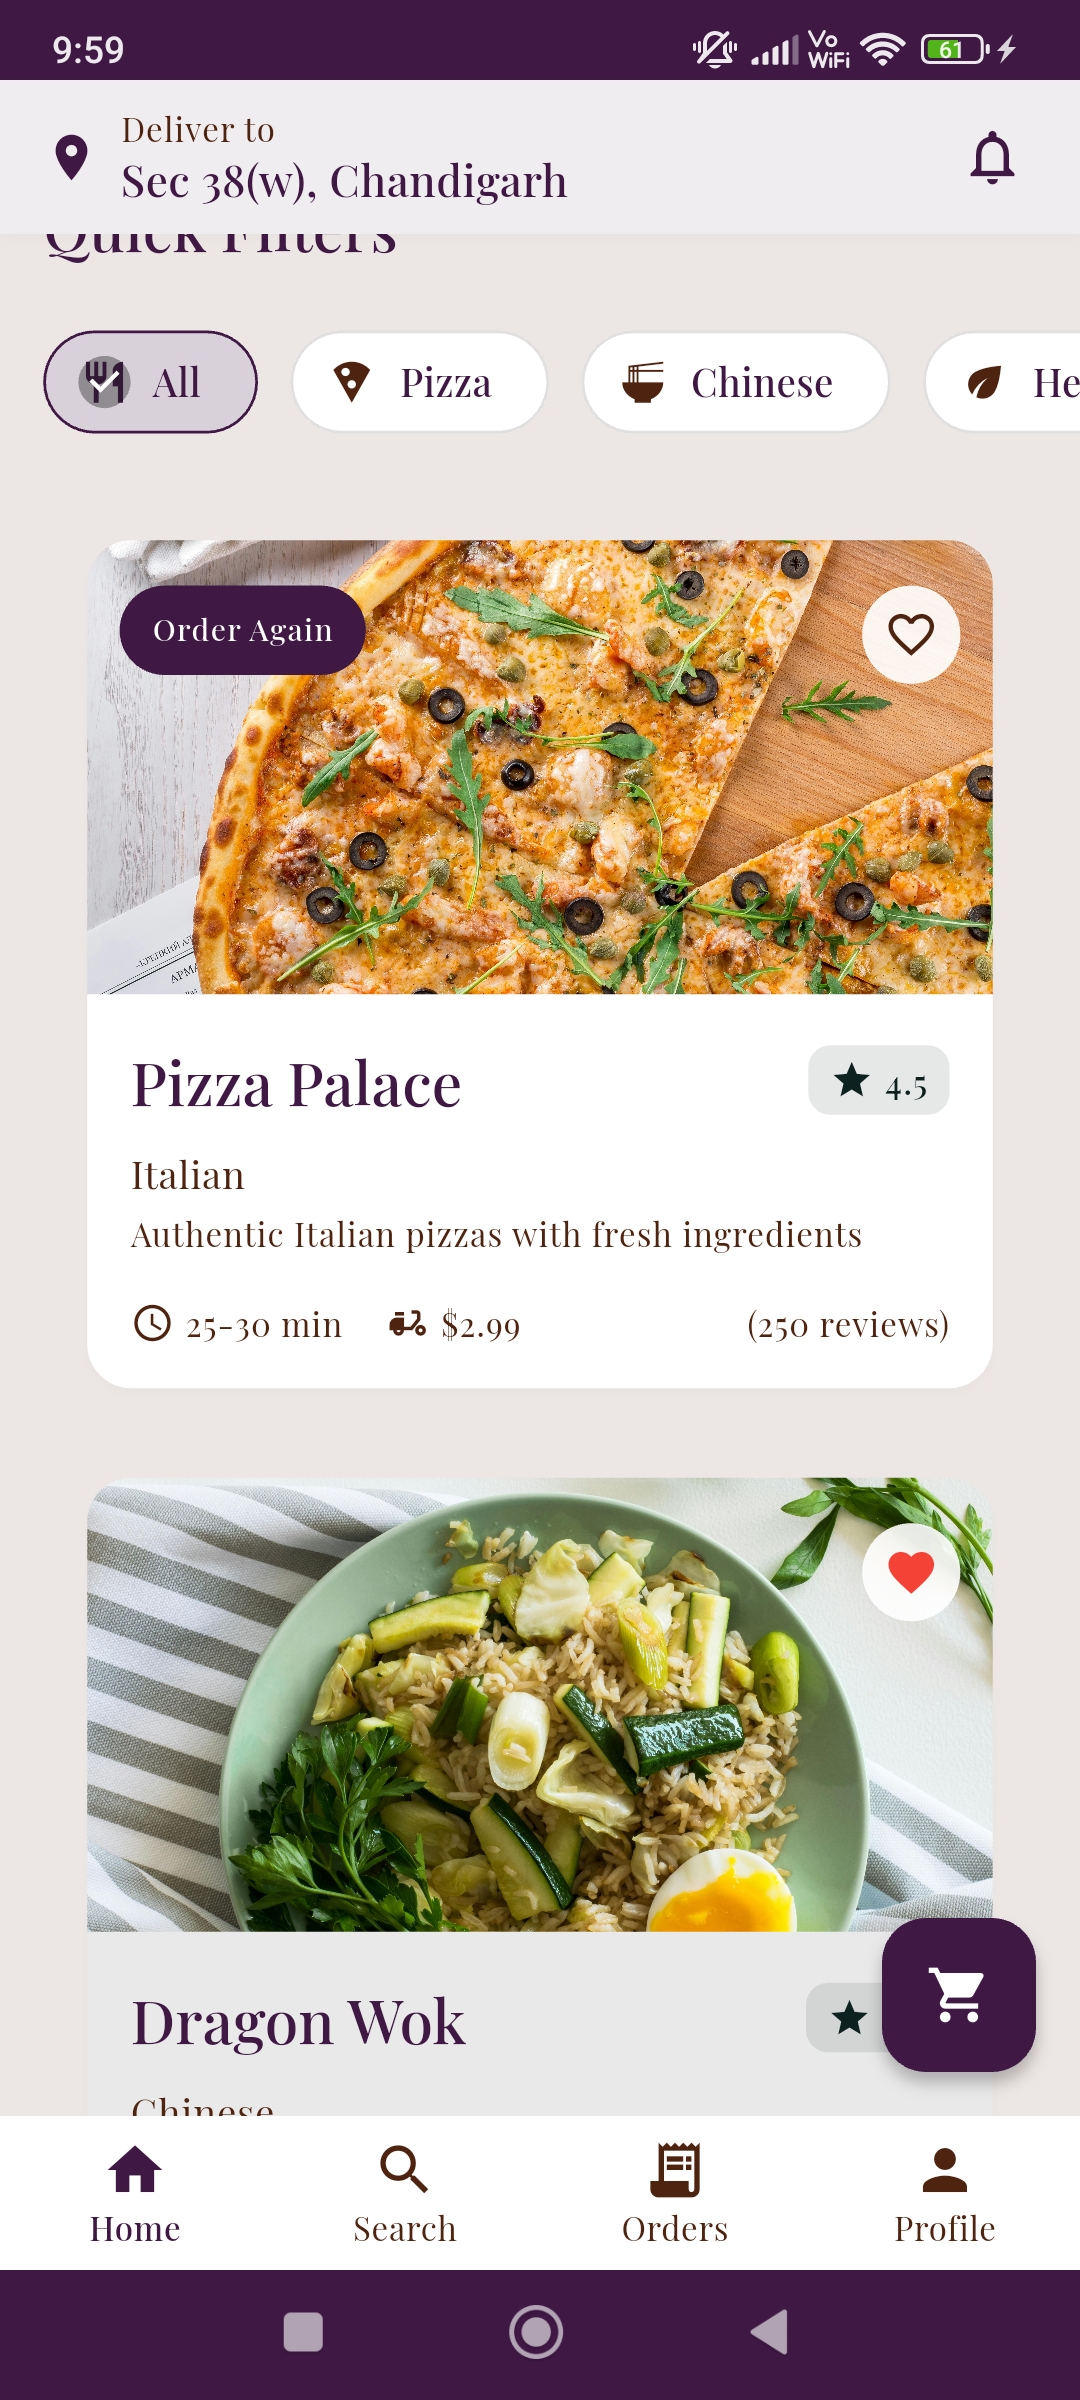 9:59
Vo
WiFi
61
Deliver to
Sec 38(w), Chandigarh
Quick Filters
All
Pizza
Chinese
He
Order Again
Pizza Palace
4.5
Italian
Authentic Italian pizzas with fresh ingredients
25-30 min
$2.99
(250 reviews)
Dragon Wok
Chinese
Home
Search
Orders
Profile